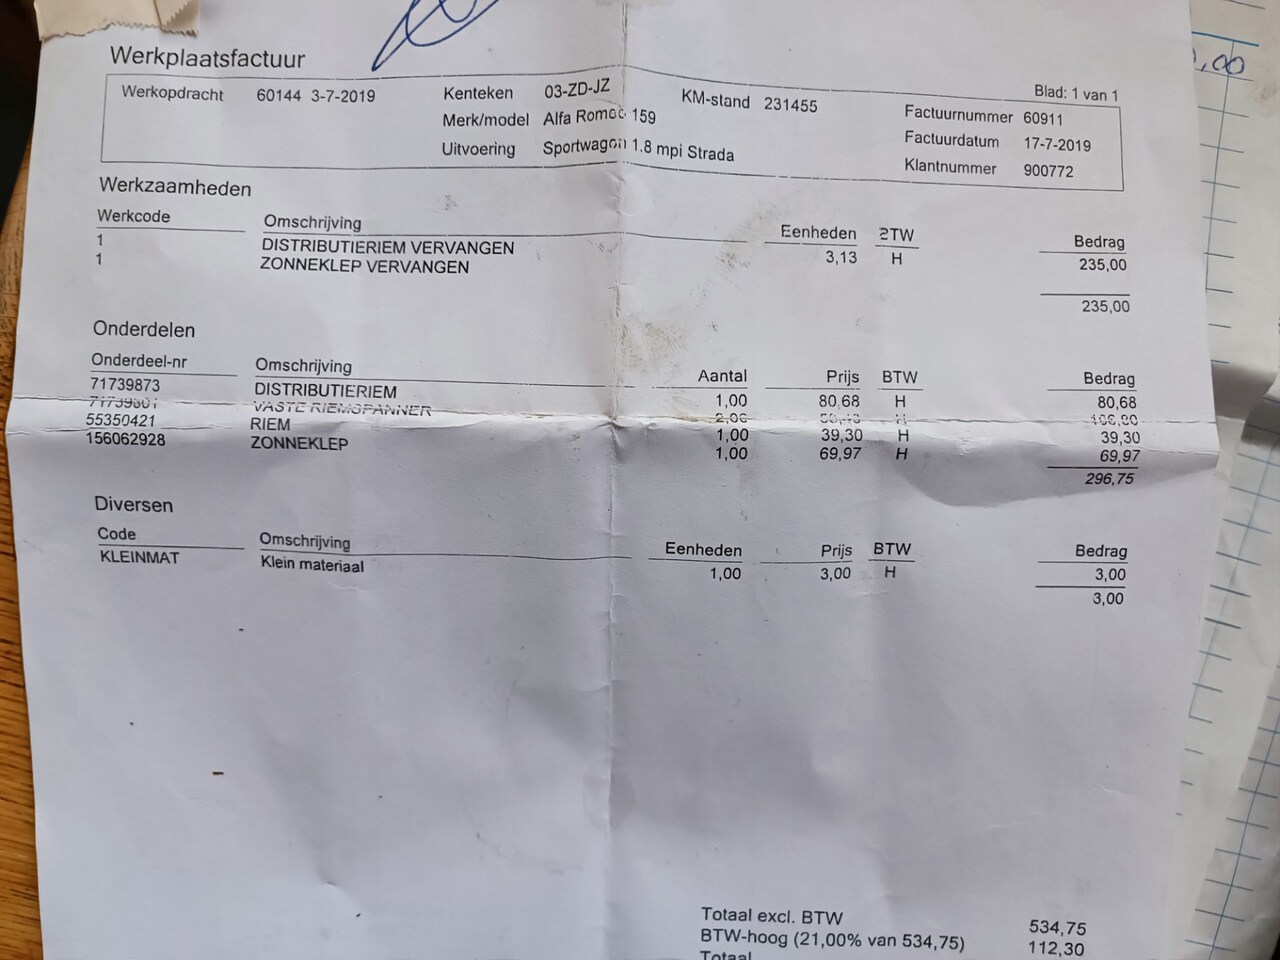 ,00
Werkplaatsfactuur
Blad: 1 van 1
Werkopdracht 60144 3-7-2019 Kenteken 03-ZD-JZ KM-stand 231455 Factuurnummer 60911
Merk/model Alfa Romeo 159 Factuurdatum 17-7-2019
Uitvoering Sportwagon 1.8 mpi Strada Klantnummer 900772
Werkzaamheden
Werkcode Omschrijving Eenheden BTW Bedrag
1 DISTRIBUTIERIEM VERVANGEN 3,13 H 235,00
1 ZONNEKLEP VERVANGEN
235,00
Onderdelen
Onderdeel-nr Omschrijving Aantal Prijs BTW Bedrag
71739873 DISTRIBUTIERIEM 1,00 80,68 H 80,68
VASTE RIEMSPANNER H
55350421 RIEM 1,00 39,30 H 39,30
156062928 ZONNEKLEP 1,00 69,97 H 69,97
296,75
Diversen
Code Omschrijving Eenheden Prijs BTW Bedrag
KLEINMAT Klein materiaal 1,00 3,00 H 3,00
3,00
Totaal excl. BTW 534,75
BTW-hoog (21,00% van 534,75) 112,30
Totaal